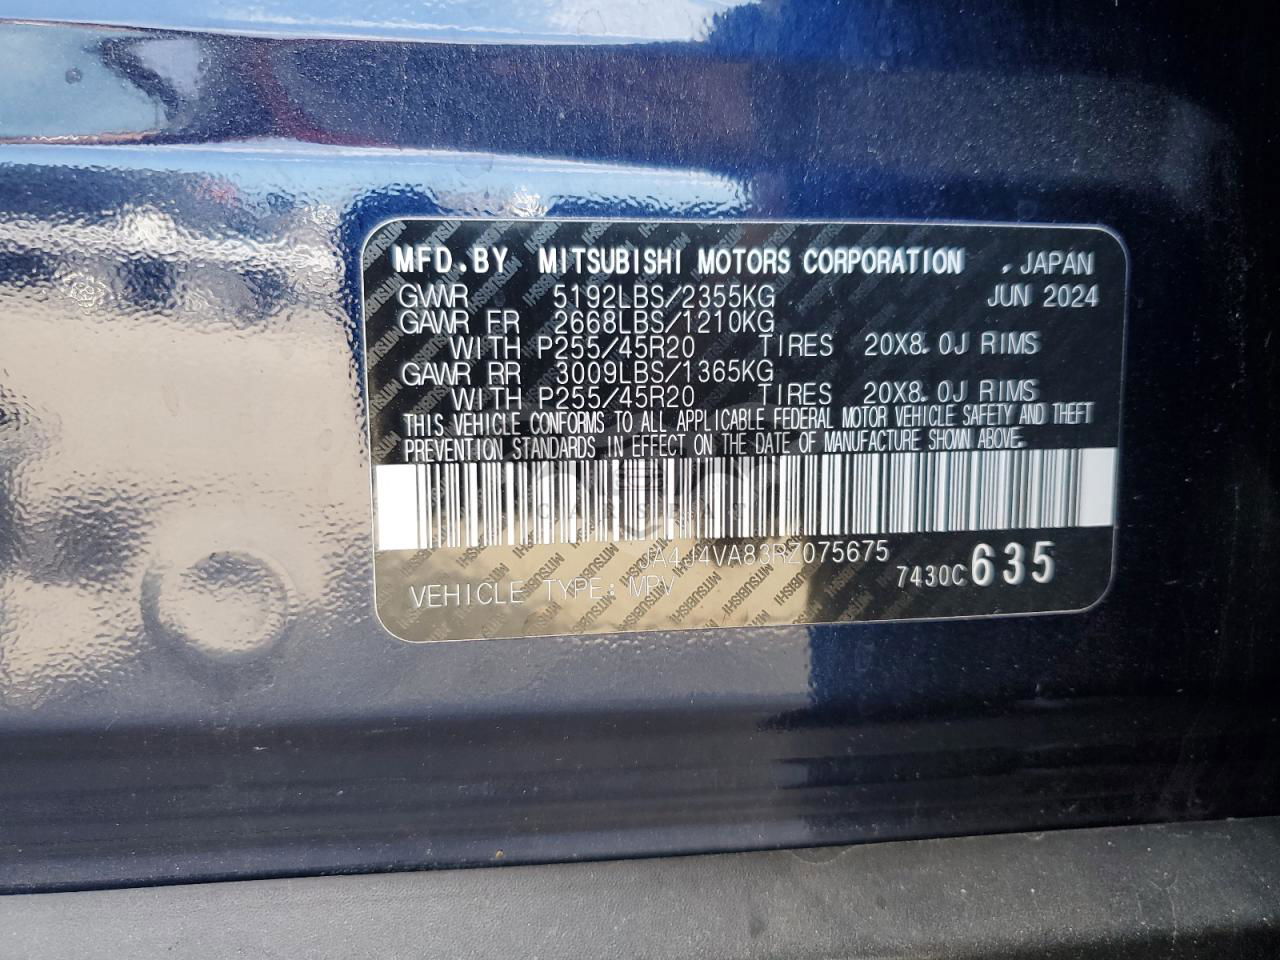 MFD.BY MITSUBISHI MOTORS CORPORATION , JAPAN
GVWR 5192LBS/2355KG JUN 2024
GAWR FR 2668LBS/1210KG
WITH P255/45R20 TIRES 20X8.0J RIMS
GAWR RR 3009LBS/1365KG
WITH P255/45R20 TIRES 20X8.0J RIMS
THIS VEHICLE CONFORMS TO ALL APPLICABLE FEDERAL MOTOR VEHICLE SAFETY AND THEFT
PREVENTION STANDARDS IN EFFECT ON THE DATE OF MANUFACTURE SHOWN ABOVE.
JA4J4VA83RZ075675
7430C 635
VEHICLE TYPE: MPV